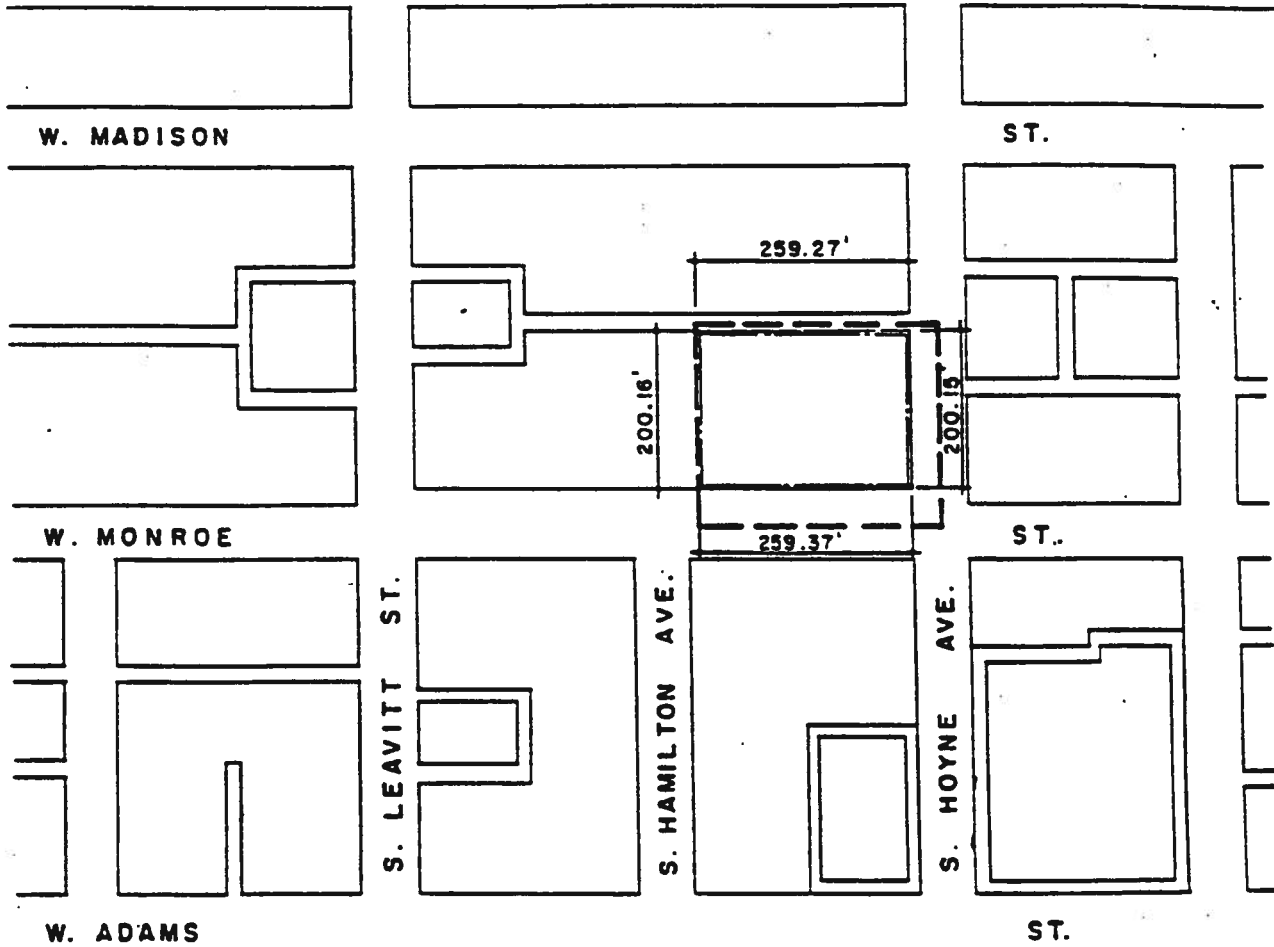 W. MADISON ST.
259.27'
200.16'
200.15'
W. MONROE ST.
259.37'
S. LEAVITT ST.
S. HAMILTON AVE.
S. HOYNE AVE.
W. ADAMS ST.